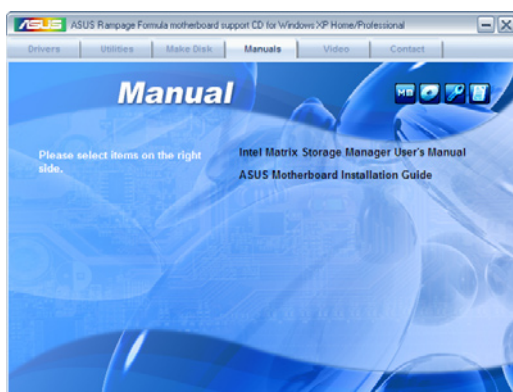 ASUS ASUS Rampage Formula motherboard support CD for Windows XP Home/Professional
Drivers Utilities Make Disk Manuals Video Contact
Manual
MB
Please select items on the right side.
Intel Matrix Storage Manager User's Manual
ASUS Motherboard Installation Guide